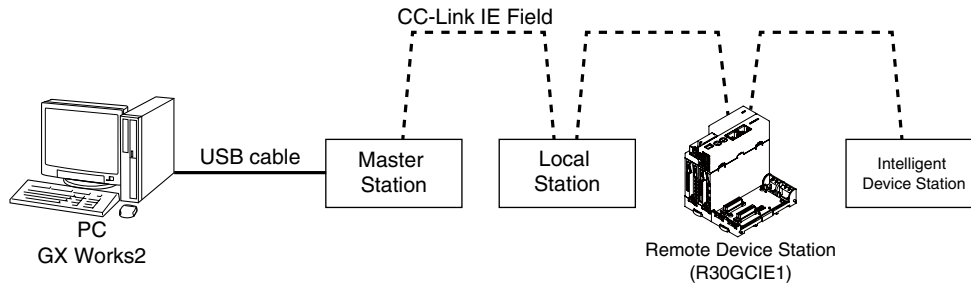 CC-Link IE Field
USB cable
Master
Station
Local
Station
Intelligent
Device Station
PC
GX Works2
Remote Device Station
(R30GCIE1)